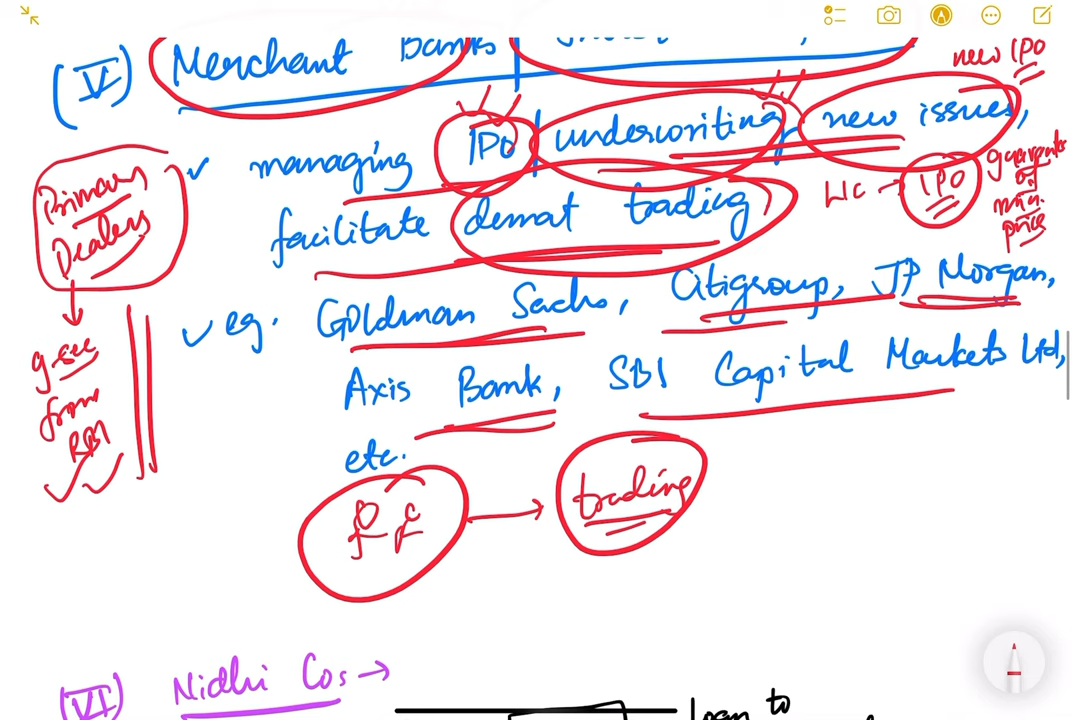 (V) Merchant Banks
new IPO
✓ managing IPO / underwriting, new issues,
facilitate demat trading
LIC → IPO
guarantee
of
min.
price
Primary
Dealers
↓
gsec
from
RBI
✓ eg. Goldman Sachs, Citigroup, JP Morgan,
Axis Bank, SBI Capital Markets Ltd,
etc.
→ trading
(VI) Nidhi Cos →
loan to